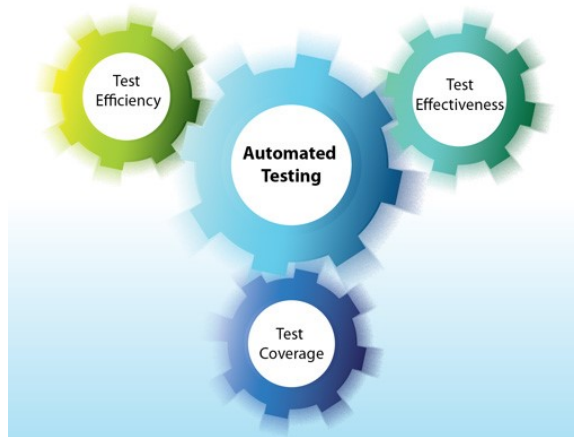 Test
Efficiency
Test
Effectiveness
Automated
Testing
Test
Coverage